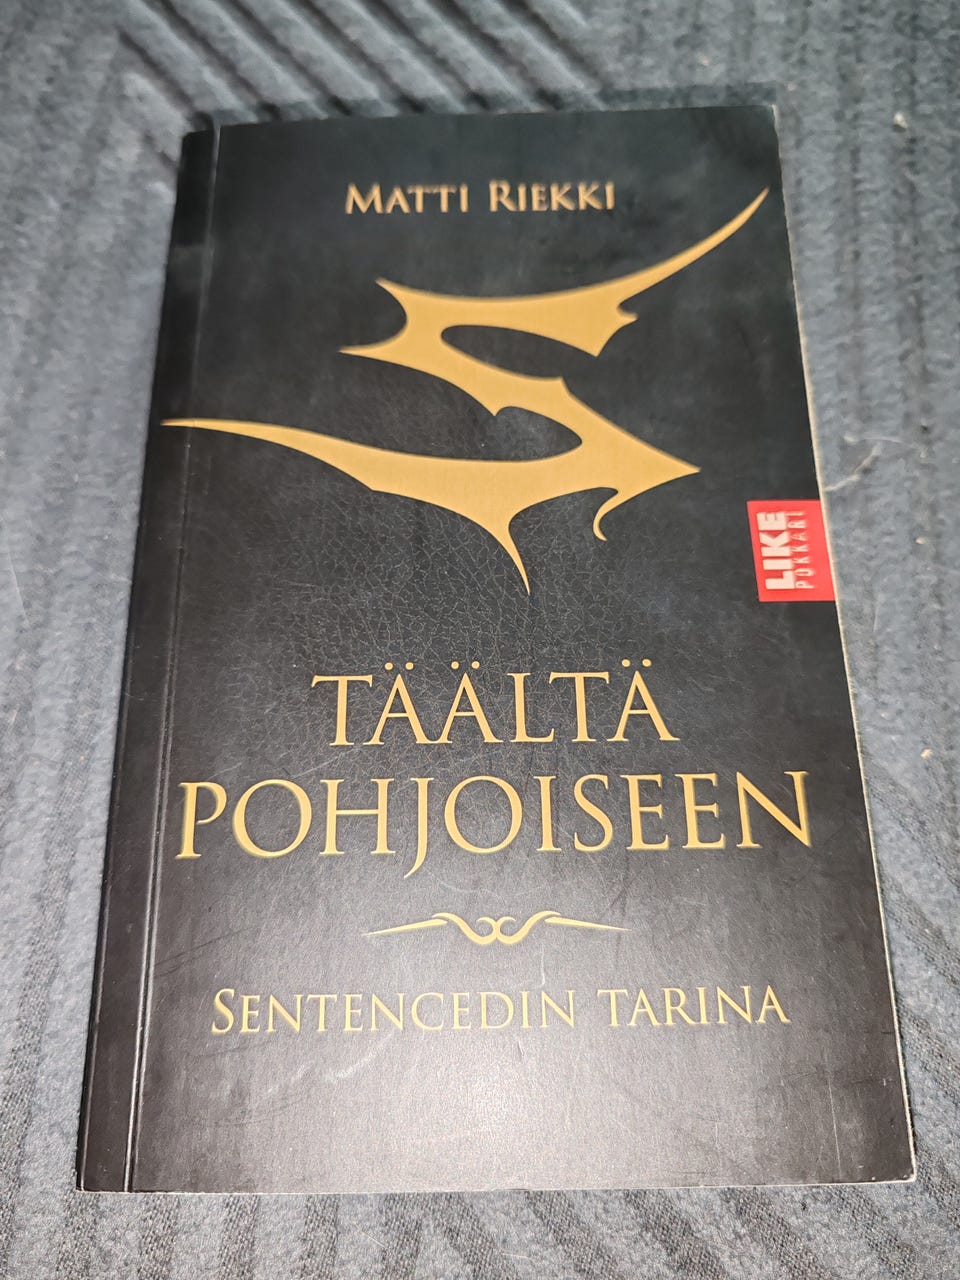 MATTI RIEKKI
LIKE
POKKARI
TÄÄLTÄ
POHJOISEEN
SENTENCEDIN TARINA